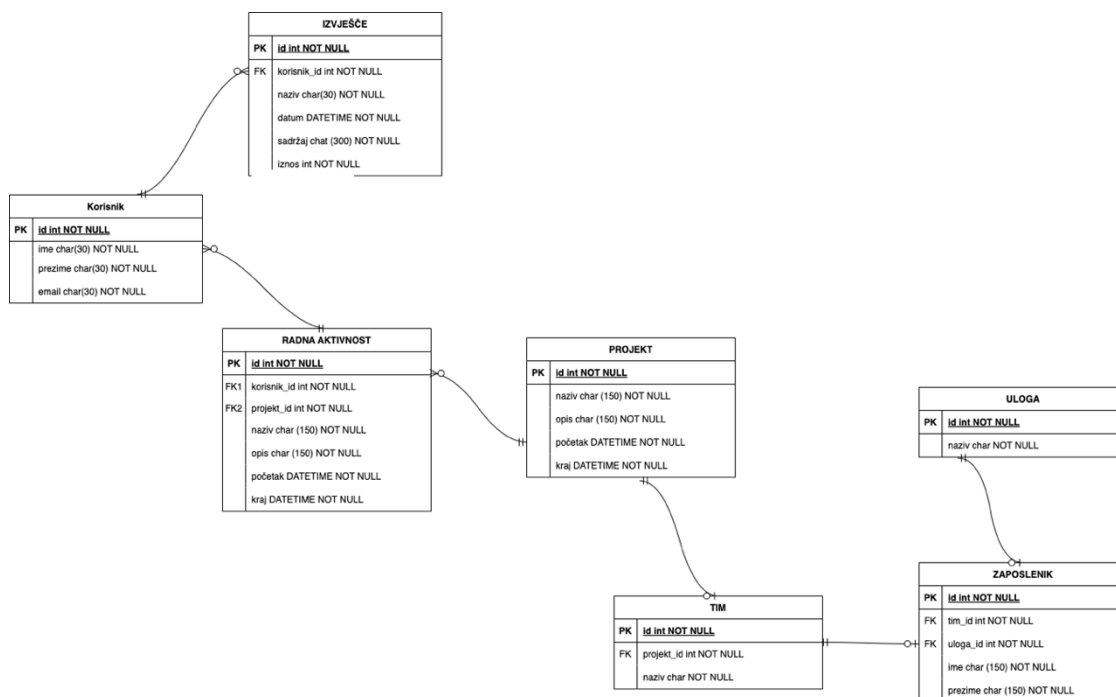 IZVJEŠČE
PK id int NOT NULL
FK korisnik_id int NOT NULL
naziv char(30) NOT NULL
datum DATETIME NOT NULL
sadržaj chat (300) NOT NULL
iznos int NOT NULL
Korisnik
PK id int NOT NULL
ime char(30) NOT NULL
prezime char(30) NOT NULL
email char(30) NOT NULL
RADNA AKTIVNOST
PK id int NOT NULL
FK1 korisnik_id int NOT NULL
FK2 projekt_id int NOT NULL
naziv char (150) NOT NULL
opis char (150) NOT NULL
početak DATETIME NOT NULL
kraj DATETIME NOT NULL
PROJEKT
PK id int NOT NULL
naziv char (150) NOT NULL
opis char (150) NOT NULL
početak DATETIME NOT NULL
kraj DATETIME NOT NULL
ULOGA
PK id int NOT NULL
naziv char NOT NULL
TIM
PK id int NOT NULL
FK projekt_id int NOT NULL
naziv char NOT NULL
ZAPOSLENIK
PK id int NOT NULL
FK tim_id int NOT NULL
FK uloga_id int NOT NULL
ime char (150) NOT NULL
prezime char (150) NOT NULL